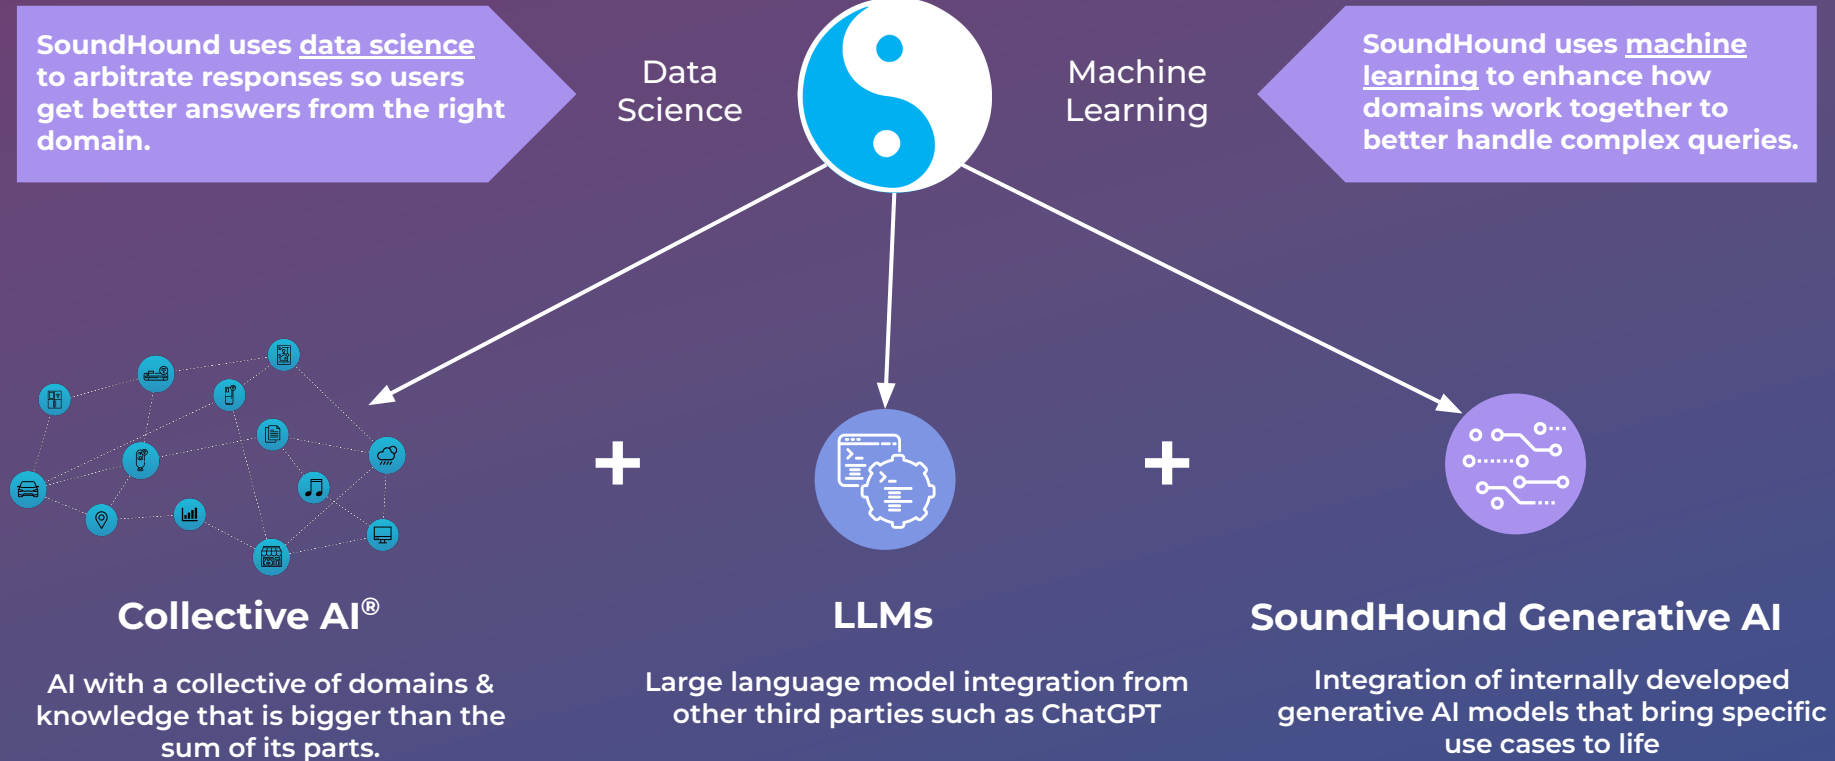 SoundHound uses data science
to arbitrate responses so users
get better answers from the right
domain.
Data
Science
Machine
Learning
SoundHound uses machine
learning to enhance how
domains work together to
better handle complex queries.
+
+
Collective AI®
AI with a collective of domains &
knowledge that is bigger than the
sum of its parts.
LLMs
Large language model integration from
other third parties such as ChatGPT
SoundHound Generative AI
Integration of internally developed
generative AI models that bring specific
use cases to life